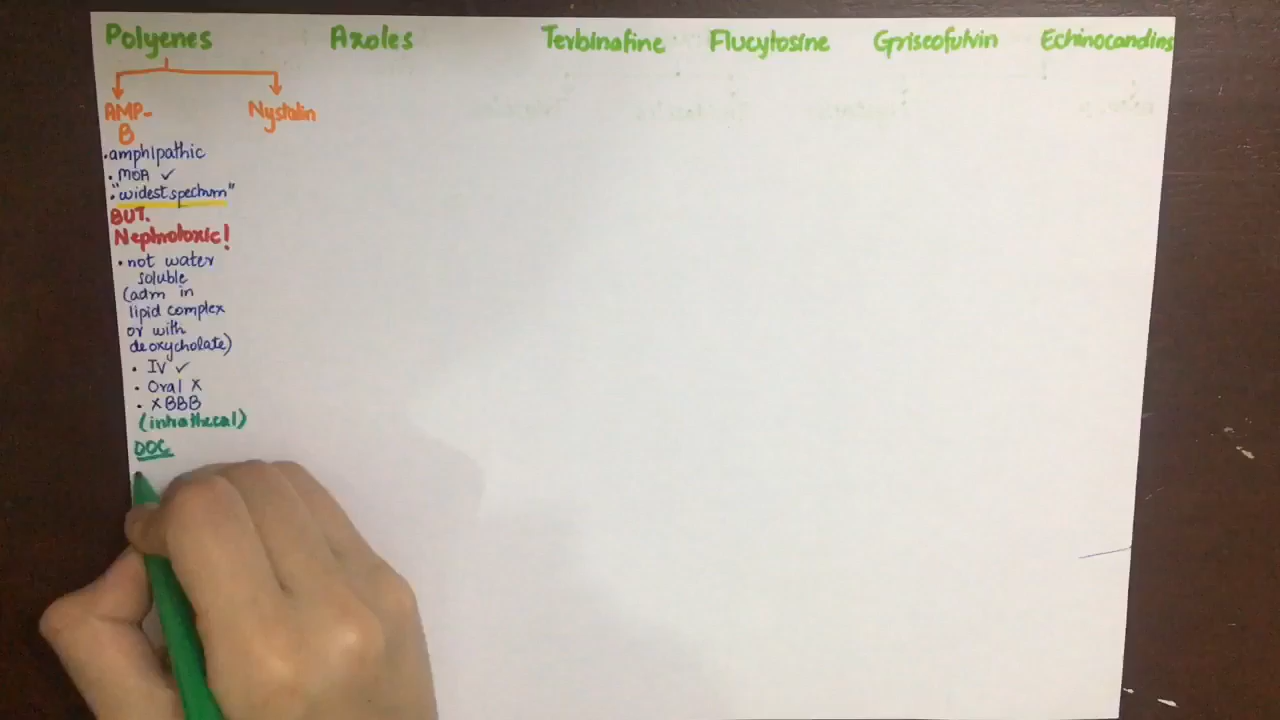 Polyenes Azoles Terbinafine Flucytosine Griseofulvin Echinocandins
AMP-
B
Nystatin
•amphipathic
•MOA ✓
•"widest spectrum"
BUT.
Nephrotoxic!
•not water
soluble
(adm in
lipid complex
or with
deoxycholate)
• IV ✓
• Oral X
• X BBB
(intrathecal)
DOC